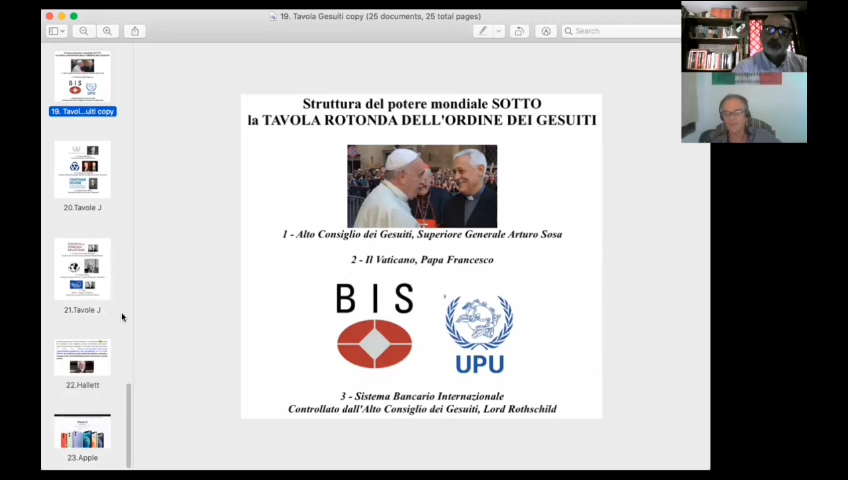 19. Tavola Gesuiti copy (25 documents, 25 total pages)
Search
19. Tavol...uiti copy
20.Tavole J
21.Tavole J
22.Hallett
23.Apple
Struttura del potere mondiale SOTTO
la TAVOLA ROTONDA DELL'ORDINE DEI GESUITI
1 - Alto Consiglio dei Gesuiti, Superiore Generale Arturo Sosa
2 - Il Vaticano, Papa Francesco
BIS
UPU
3 - Sistema Bancario Internazionale
Controllato dall'Alto Consiglio dei Gesuiti, Lord Rothschild